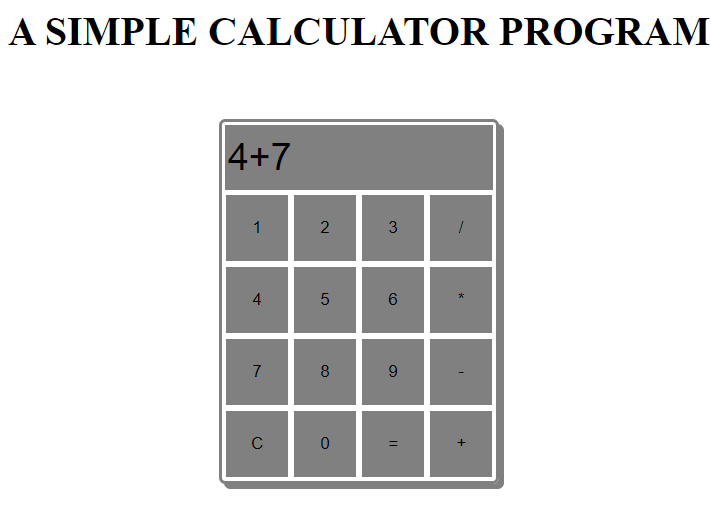 A SIMPLE CALCULATOR PROGRAM
4+7
1 2 3 /
4 5 6 *
7 8 9 -
C 0 = +